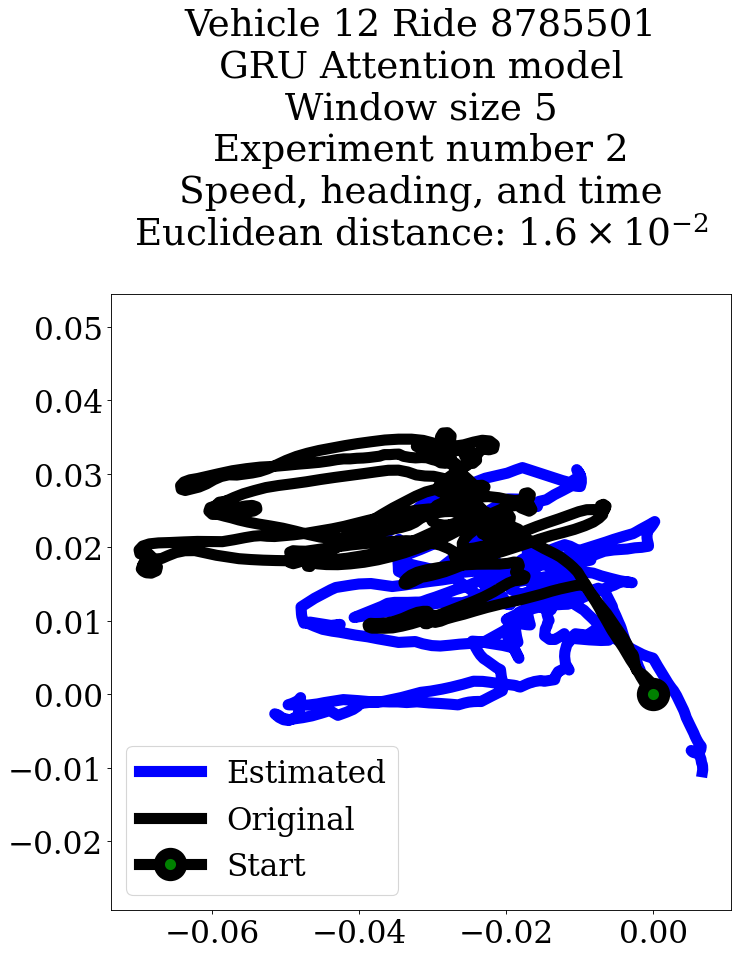 Vehicle 12 Ride 8785501
GRU Attention model
Window size 5
Experiment number 2
Speed, heading, and time
Euclidean distance: 1.6 × 10⁻²
0.05
0.04
0.03
0.02
0.01
0.00
−0.01
−0.02
Estimated
Original
Start
−0.06 −0.04 −0.02 0.00